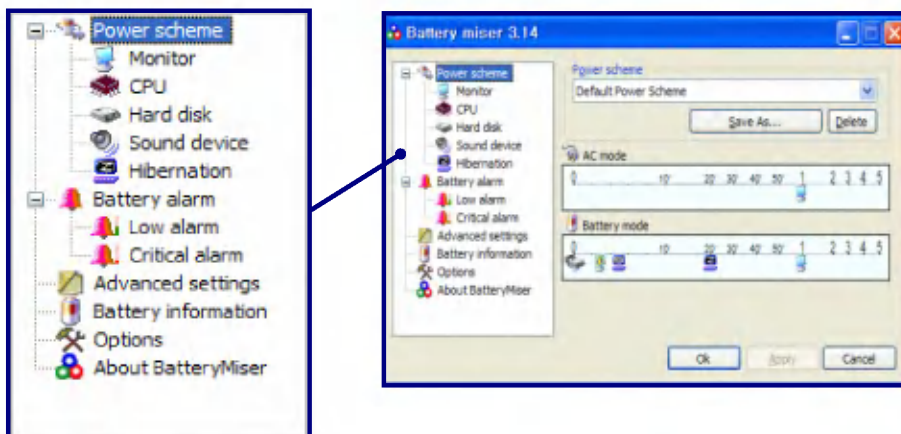 Power scheme
Monitor
CPU
Hard disk
Sound device
Hibernation
Battery alarm
Low alarm
Critical alarm
Advanced settings
Battery information
Options
About BatteryMiser
Battery miser 3.14
Power scheme
Monitor
CPU
Hard disk
Sound device
Hibernation
Battery alarm
Low alarm
Critical alarm
Advanced settings
Battery information
Options
About BatteryMiser
Power scheme
Default Power Scheme
Save As... Delete
AC mode
0 10' 20' 30' 40' 50' 1 2 3 4 5
Battery mode
0 10' 20' 30' 40' 50' 1 2 3 4 5
Ok Apply Cancel